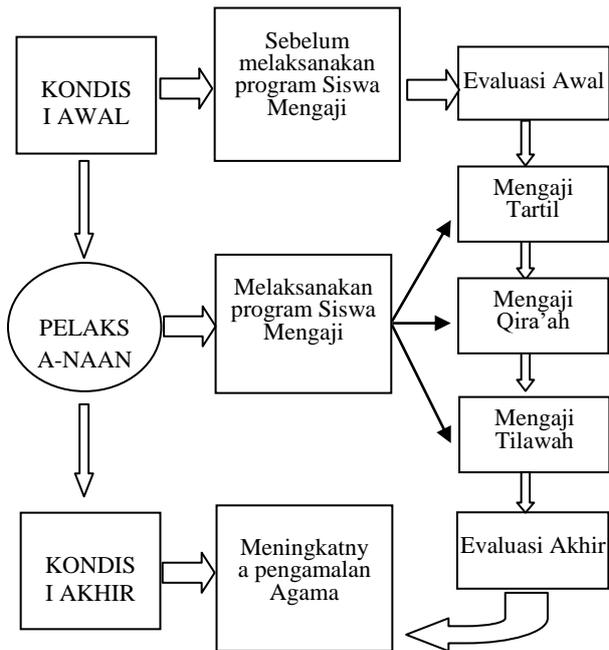 KONDIS
I AWAL
Sebelum
melaksanakan
program Siswa
Mengaji
Evaluasi Awal
Mengaji
Tartil
PELAKS
A-NAAN
Melaksanakan
program Siswa
Mengaji
Mengaji
Qira’ah
Mengaji
Tilawah
KONDIS
I AKHIR
Meningkatny
a pengamalan
Agama
Evaluasi Akhir